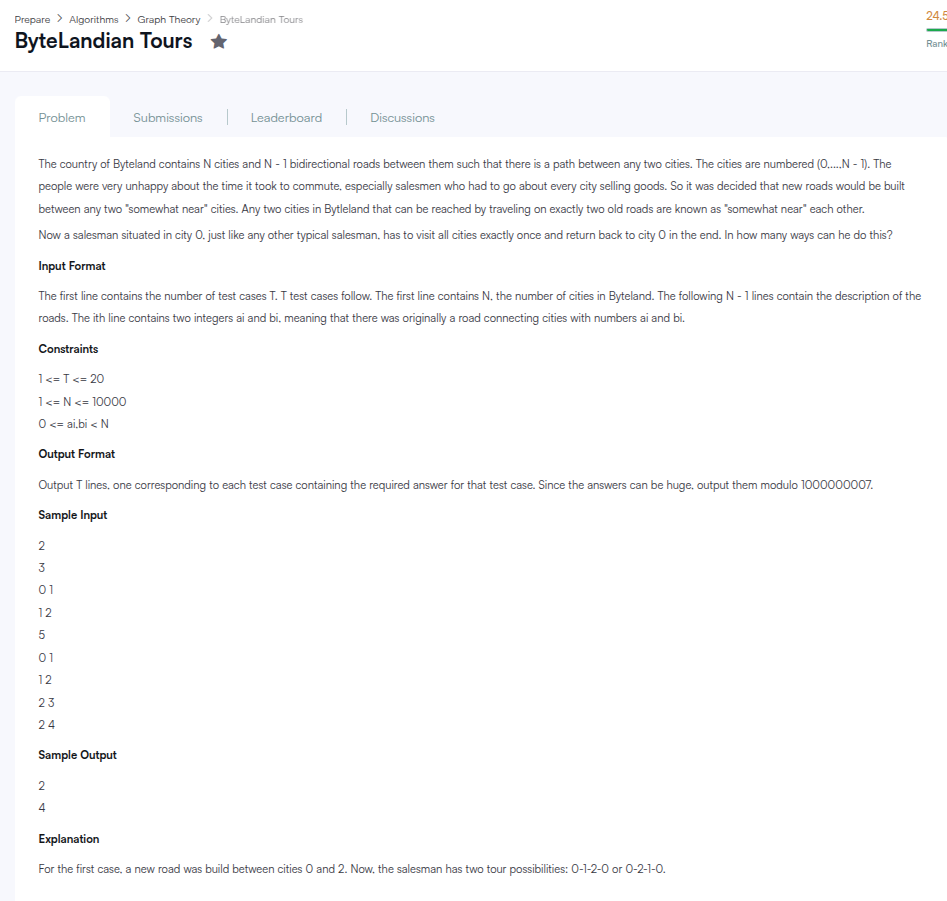 Prepare > Algorithms > Graph Theory > ByteLandian Tours
24.5
ByteLandian Tours ★
Rank
Problem Submissions Leaderboard Discussions
The country of Byteland contains N cities and N - 1 bidirectional roads between them such that there is a path between any two cities. The cities are numbered (0,...,N - 1). The
people were very unhappy about the time it took to commute, especially salesmen who had to go about every city selling goods. So it was decided that new roads would be built
between any two "somewhat near" cities. Any two cities in Bytleland that can be reached by traveling on exactly two old roads are known as "somewhat near" each other.
Now a salesman situated in city 0, just like any other typical salesman, has to visit all cities exactly once and return back to city 0 in the end. In how many ways can he do this?
Input Format
The first line contains the number of test cases T. T test cases follow. The first line contains N, the number of cities in Byteland. The following N - 1 lines contain the description of the
roads. The ith line contains two integers ai and bi, meaning that there was originally a road connecting cities with numbers ai and bi.
Constraints
1 <= T <= 20
1 <= N <= 10000
0 <= ai,bi < N
Output Format
Output T lines, one corresponding to each test case containing the required answer for that test case. Since the answers can be huge, output them modulo 1000000007.
Sample Input
2
3
0 1
1 2
5
0 1
1 2
2 3
2 4
Sample Output
2
4
Explanation
For the first case, a new road was build between cities 0 and 2. Now, the salesman has two tour possibilities: 0-1-2-0 or 0-2-1-0.